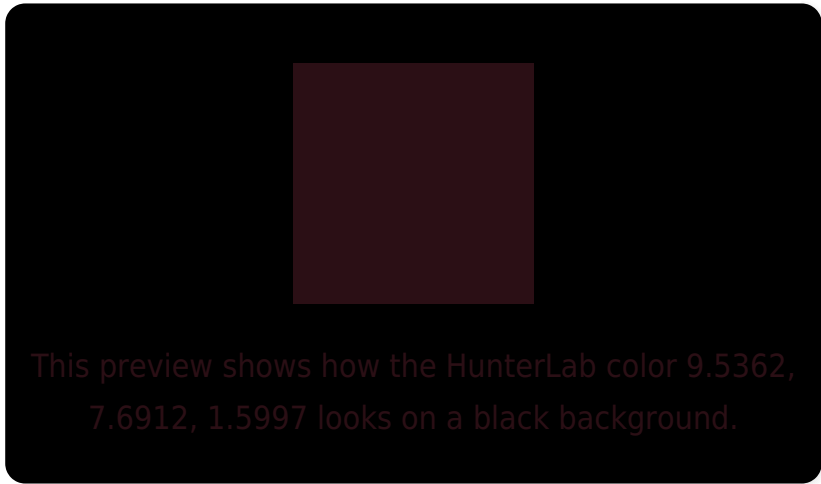 This preview shows how the HunterLab color 9.5362,
7.6912, 1.5997 looks on a black background.